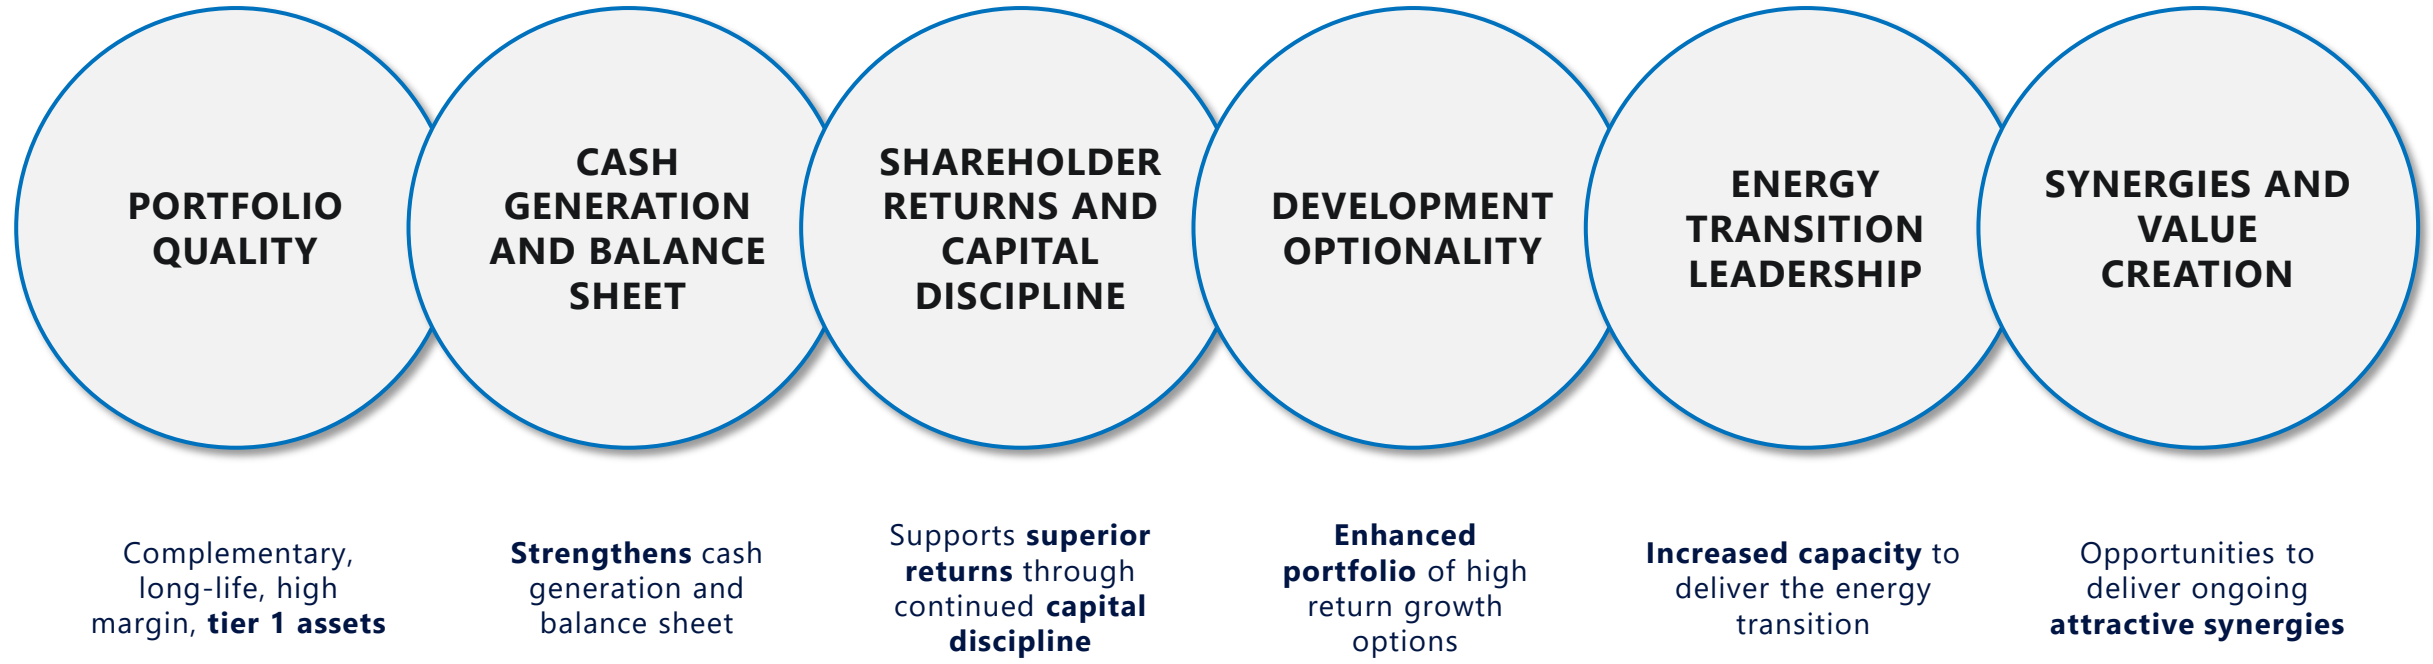 PORTFOLIO
QUALITY
CASH
GENERATION
AND BALANCE
SHEET
SHAREHOLDER
RETURNS AND
CAPITAL
DISCIPLINE
DEVELOPMENT
OPTIONALITY
ENERGY
TRANSITION
LEADERSHIP
SYNERGIES AND
VALUE
CREATION
Complementary,
long-life, high
margin, tier 1 assets
Strengthens cash
generation and
balance sheet
Supports superior
returns through
continued capital
discipline
Enhanced
portfolio of high
return growth
options
Increased capacity to
deliver the energy
transition
Opportunities to
deliver ongoing
attractive synergies